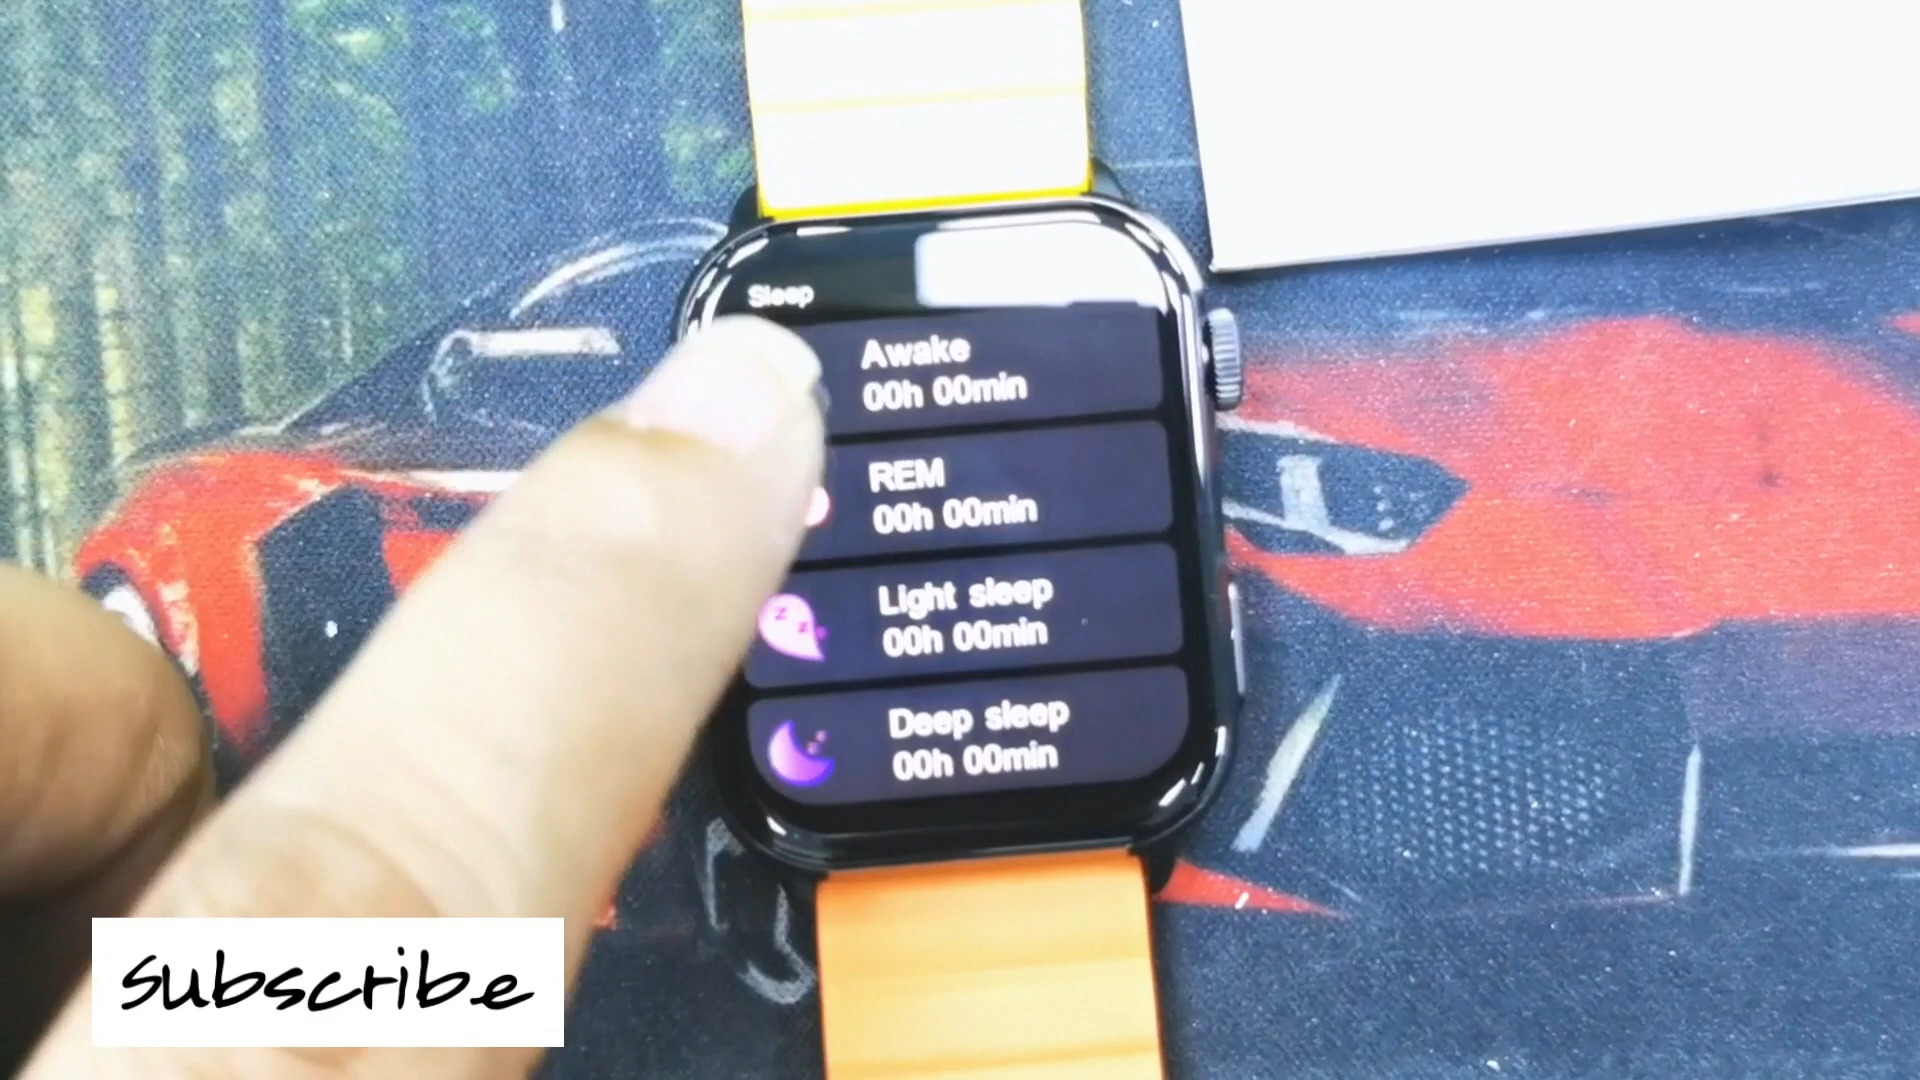 Sleep
Awake
00h 00min
REM
00h 00min
Light sleep
00h 00min
Deep sleep
00h 00min
subscribe